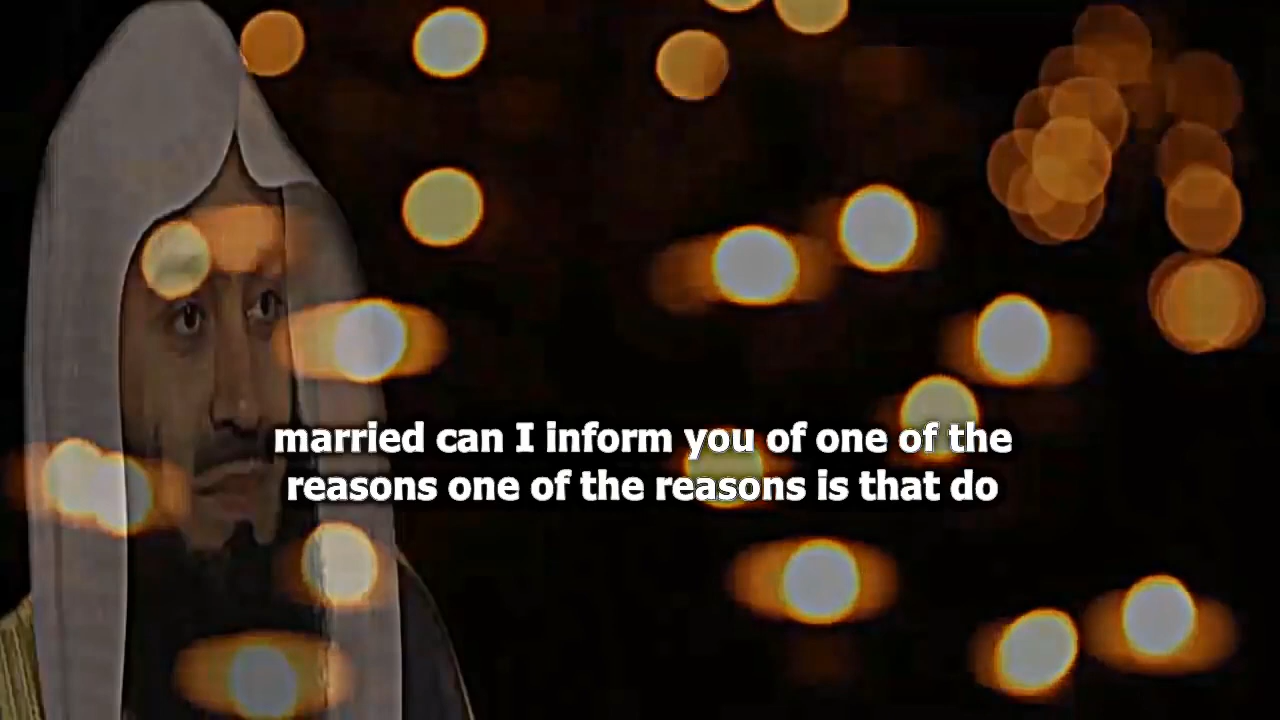 married can I inform you of one of the
reasons one of the reasons is that do